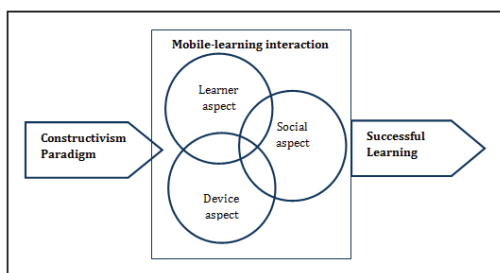 Mobile-learning interaction
Learner
aspect
Constructivism
Paradigm
Social
aspect
Successful
Learning
Device
aspect